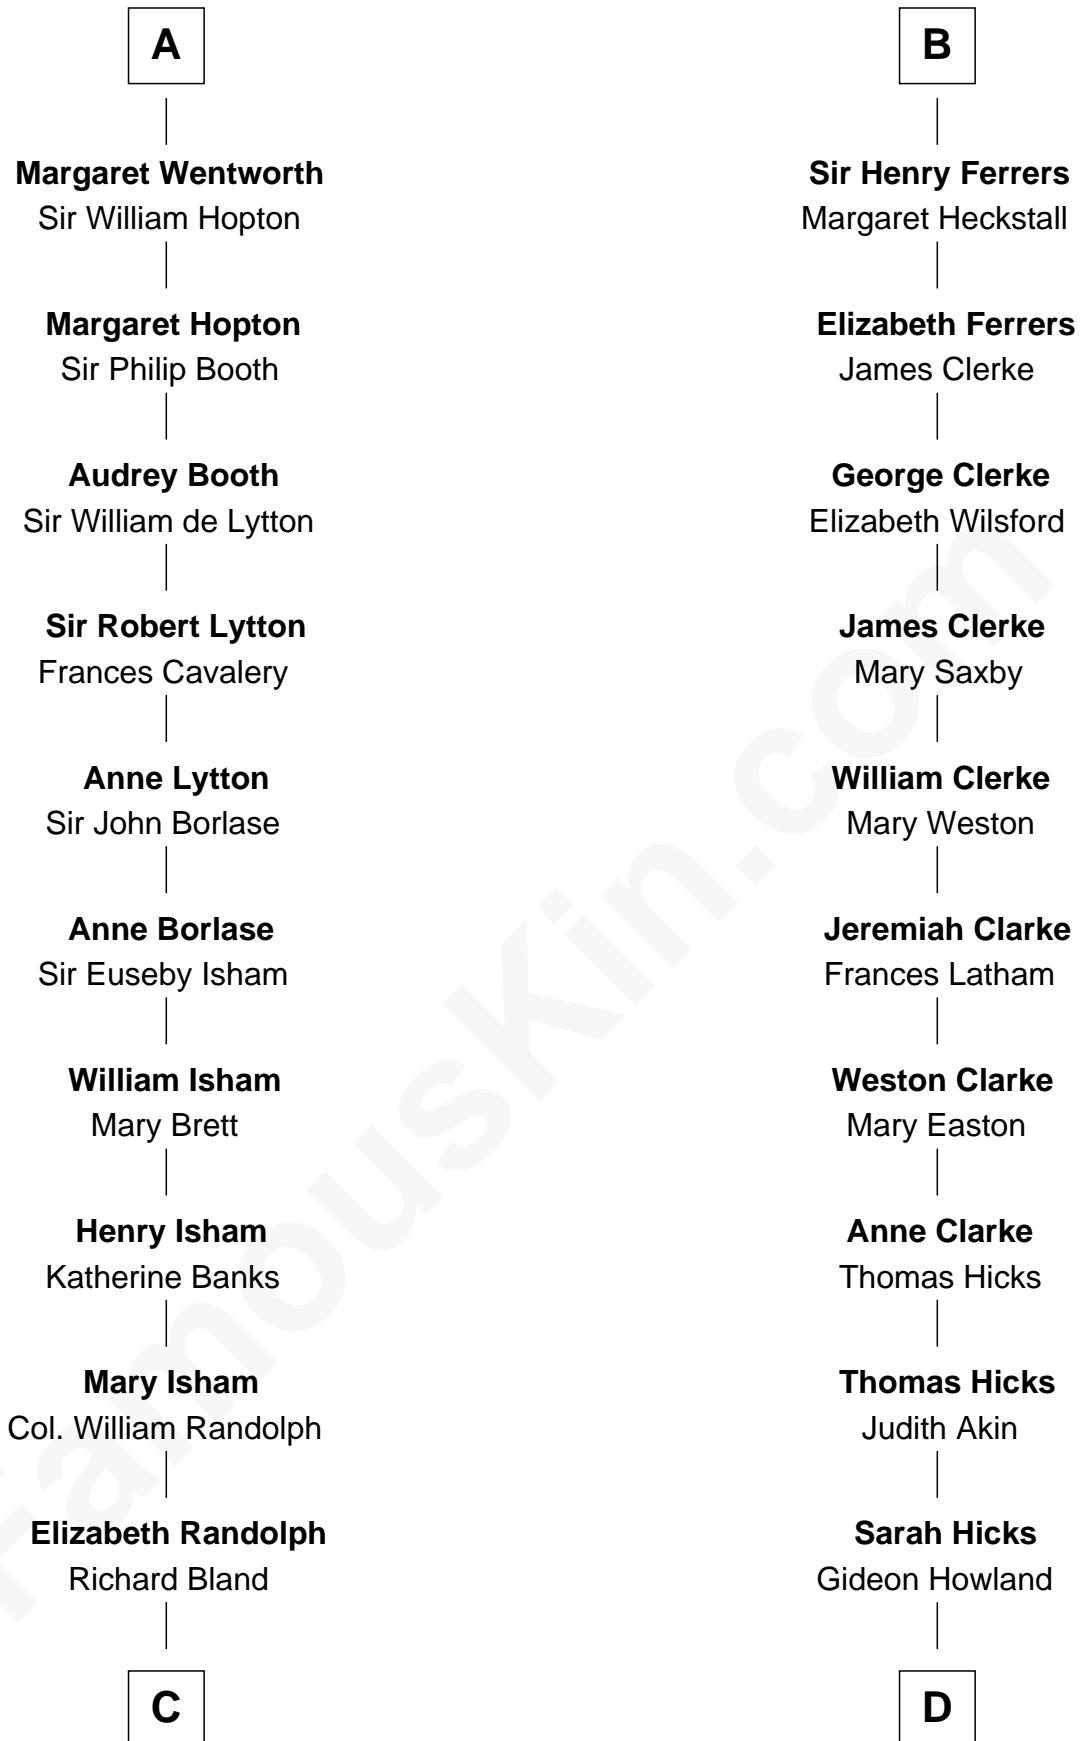 A
Margaret Wentworth
Sir William Hopton
Margaret Hopton
Sir Philip Booth
Audrey Booth
Sir William de Lytton
Sir Robert Lytton
Frances Cavalery
Anne Lytton
Sir John Borlase
Anne Borlase
Sir Euseby Isham
William Isham
Mary Brett
Henry Isham
Katherine Banks
Mary Isham
Col. William Randolph
Elizabeth Randolph
Richard Bland
C
B
Sir Henry Ferrers
Margaret Heckstall
Elizabeth Ferrers
James Clerke
George Clerke
Elizabeth Wilsford
James Clerke
Mary Saxby
William Clerke
Mary Weston
Jeremiah Clarke
Frances Latham
Weston Clarke
Mary Easton
Anne Clarke
Thomas Hicks
Thomas Hicks
Judith Akin
Sarah Hicks
Gideon Howland
D
FamousKin.com